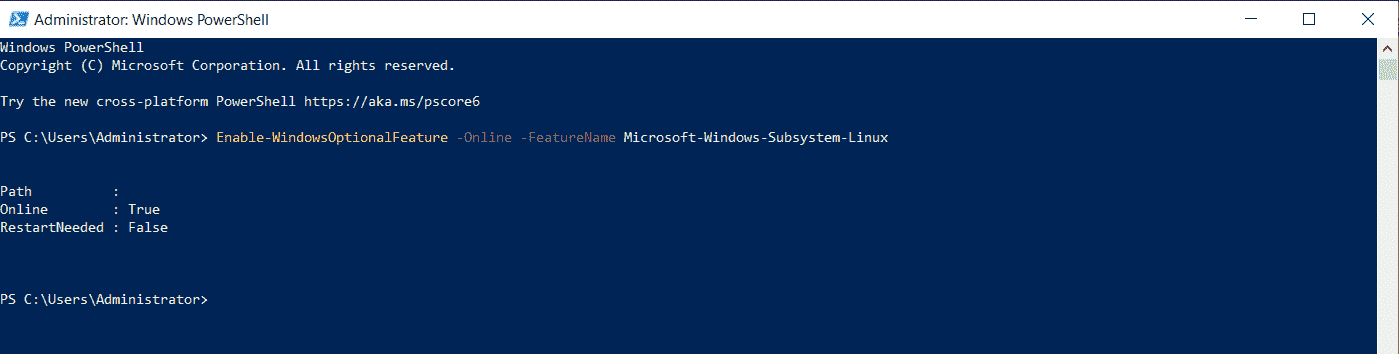 Administrator: Windows PowerShell
Windows PowerShell
Copyright (C) Microsoft Corporation. All rights reserved.
Try the new cross-platform PowerShell https://aka.ms/pscore6
PS C:\Users\Administrator> Enable-WindowsOptionalFeature -Online -FeatureName Microsoft-Windows-Subsystem-Linux
Path          :
Online        : True
RestartNeeded : False
PS C:\Users\Administrator>